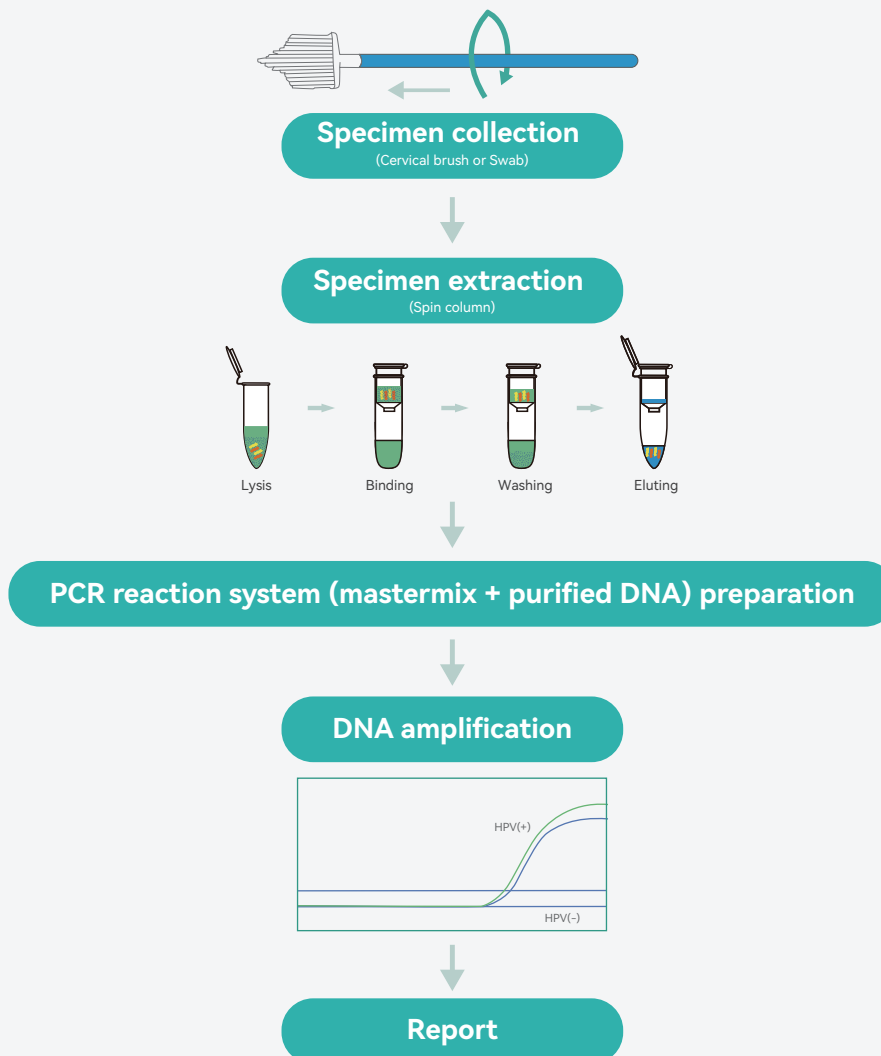 Specimen collection
(Cervical brush or Swab)
Specimen extraction
(Spin column)
Lysis
Binding
Washing
Eluting
PCR reaction system (mastermix + purified DNA) preparation
DNA amplification
HPV(+)
HPV(-)
Report